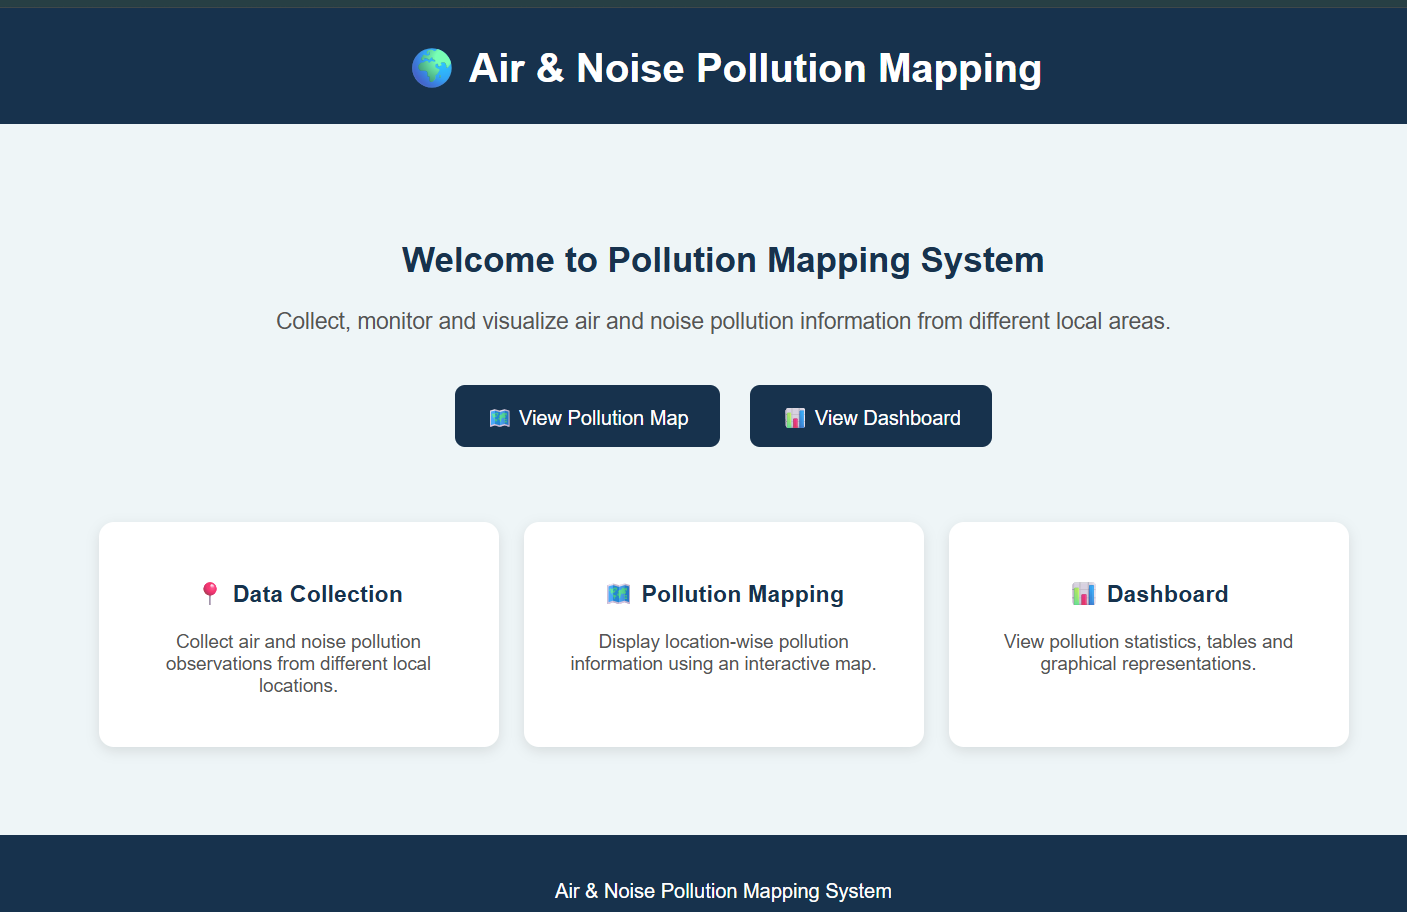 Air & Noise Pollution Mapping
Welcome to Pollution Mapping System
Collect, monitor and visualize air and noise pollution information from different local areas.
View Pollution Map
View Dashboard
Data Collection
Collect air and noise pollution
observations from different local
locations.
Pollution Mapping
Display location-wise pollution
information using an interactive map.
Dashboard
View pollution statistics, tables and
graphical representations.
Air & Noise Pollution Mapping System